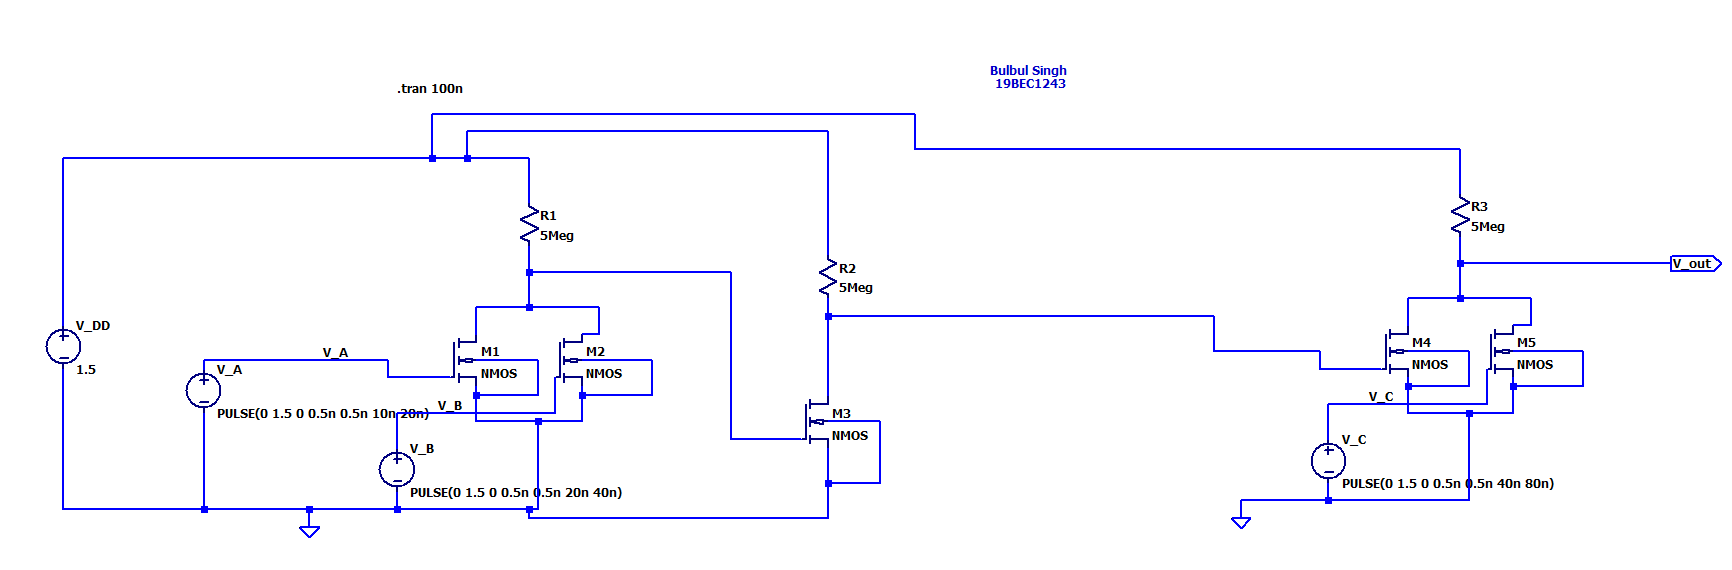 Bulbul Singh
19BEC1243
.tran 100n
R1
5Meg
R3
5Meg
R2
5Meg
V_out
V_DD
1.5
V_A
V_A
PULSE(0 1.5 0 0.5n 0.5n 10n 20n)
M1
NMOS
M2
NMOS
V_B
V_B
PULSE(0 1.5 0 0.5n 0.5n 20n 40n)
M3
NMOS
M4
NMOS
M5
NMOS
V_C
V_C
PULSE(0 1.5 0 0.5n 0.5n 40n 80n)